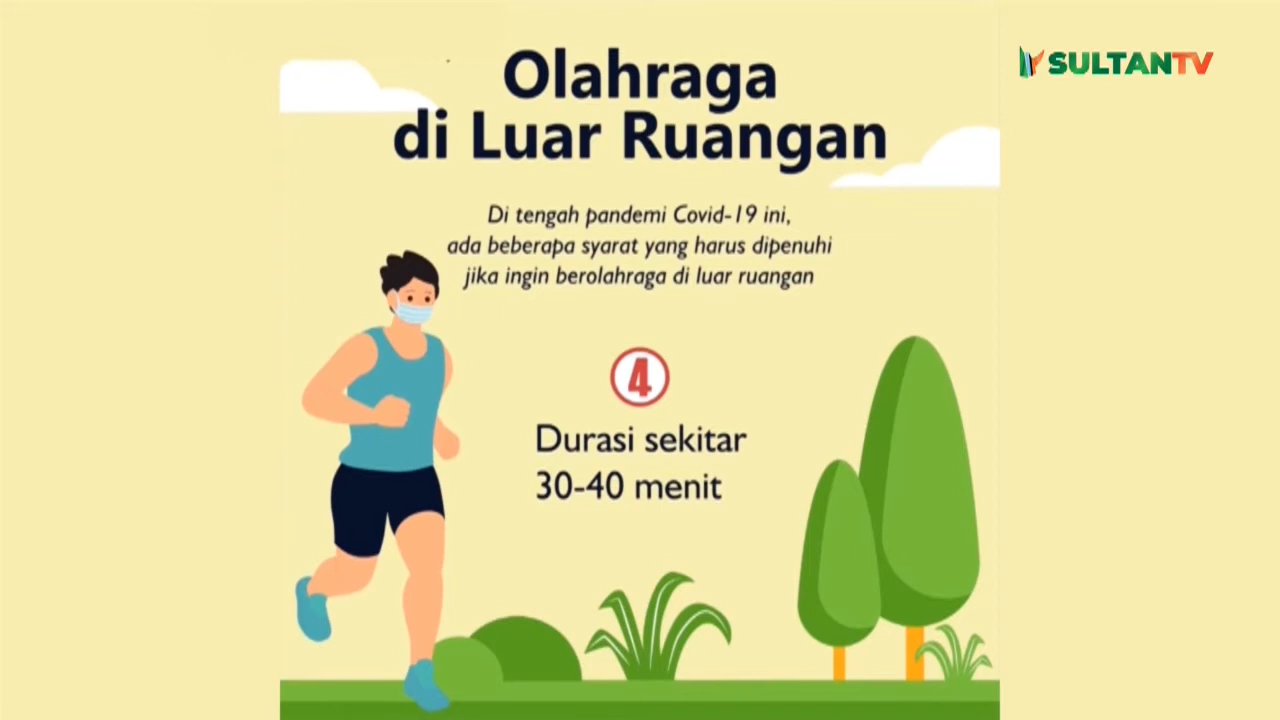 Olahraga
di Luar Ruangan
SULTANTV
Di tengah pandemi Covid-19 ini,
ada beberapa syarat yang harus dipenuhi
jika ingin berolahraga di luar ruangan
4
Durasi sekitar
30-40 menit